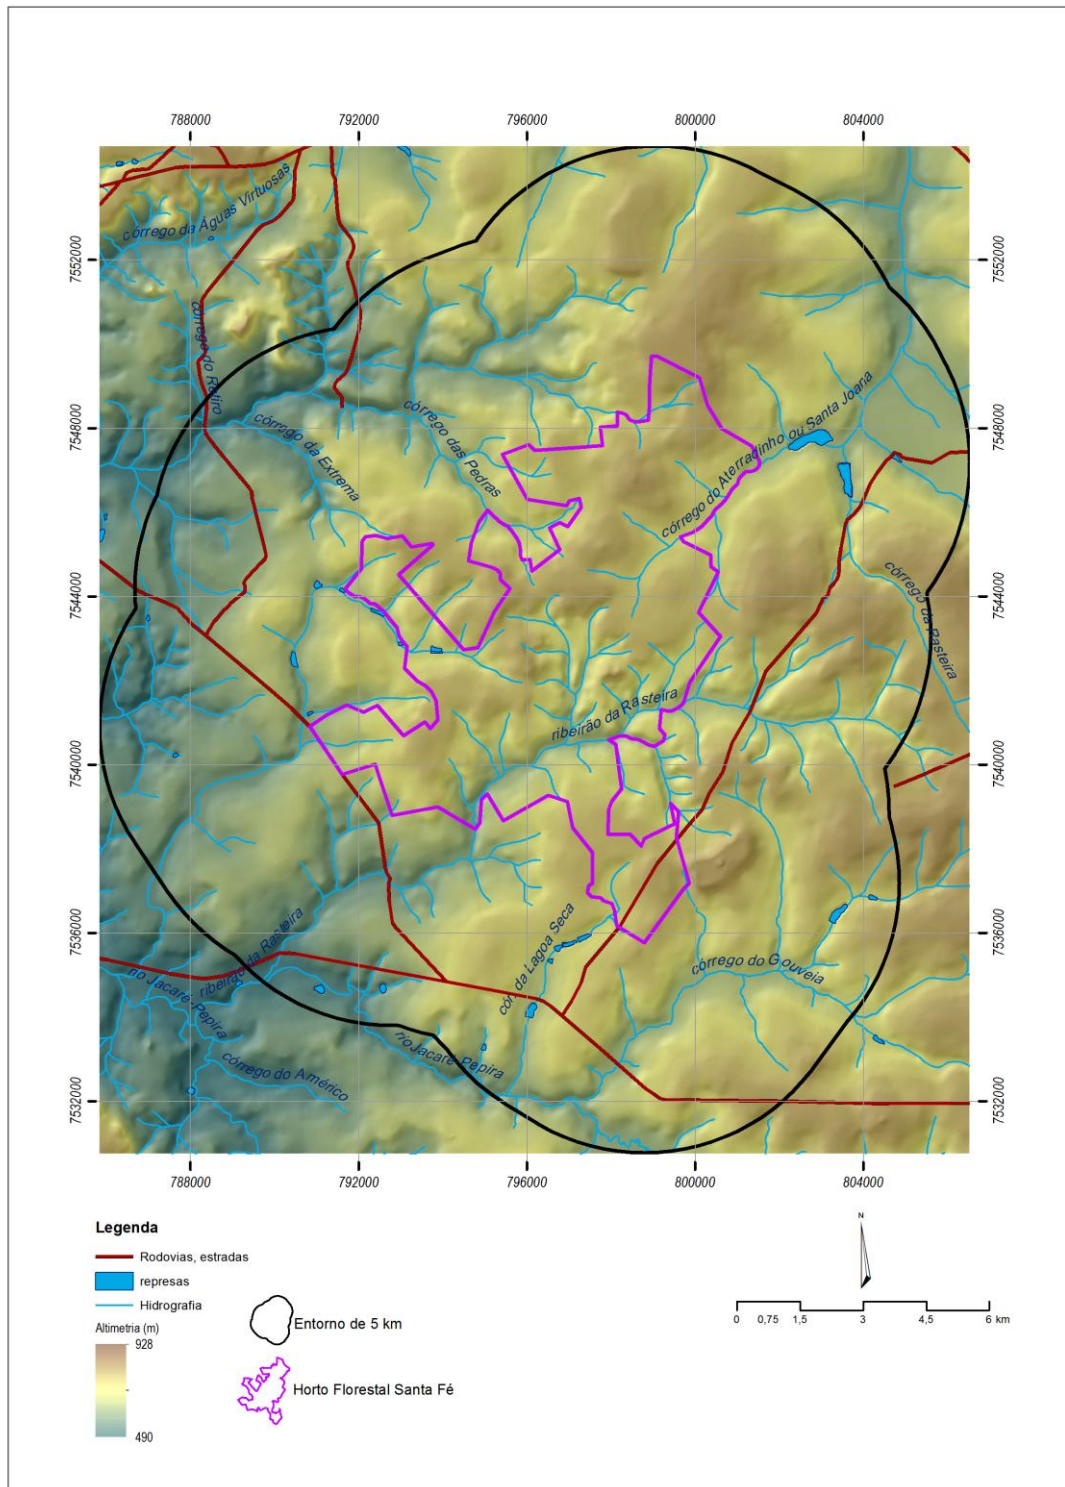 788000 792000 796000 800000 804000
córrego da Águas Virtuosas
7552000 7552000
córrego do Retiro
córrego do Aterradinho ou Santa Joana
7548000 7548000
córrego da Extrema
córrego das Pedras
7544000 7544000
córrego da Rasteira
ribeirão da Rasteira
7540000 7540000
7536000 7536000
ribeirão da Rasteira
cór. da Lagoa Seca
córrego do Gouveia
rio Jacaré-Pepira
rio Jacaré-Pepira
córrego do Américo
7532000 7532000
788000 792000 796000 800000 804000
Legenda
Rodovias, estradas
represas
Hidrografia
Altimetria (m)
928
490
Entorno de 5 km
Horto Florestal Santa Fé
N
0 0,75 1,5 3 4,5 6 km